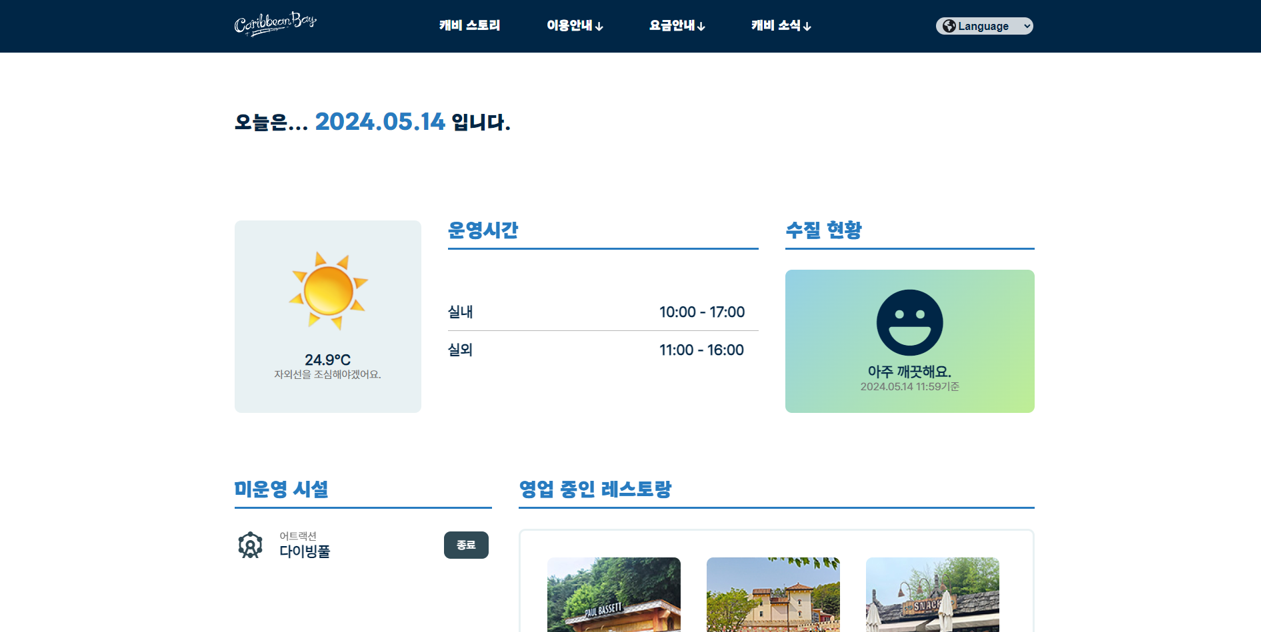 Caribbean Bay
캐비 스토리
이용안내↓
요금안내↓
캐비 소식↓
Language
오늘은... 2024.05.14 입니다.
24.9°C
자외선을 조심해야겠어요.
운영시간
실내 10:00 - 17:00
실외 11:00 - 16:00
수질 현황
아주 깨끗해요.
2024.05.14 11:59기준
미운영 시설
어트랙션
다이빙풀
종료
영업 중인 레스토랑
PAUL BASSETT
SNACK